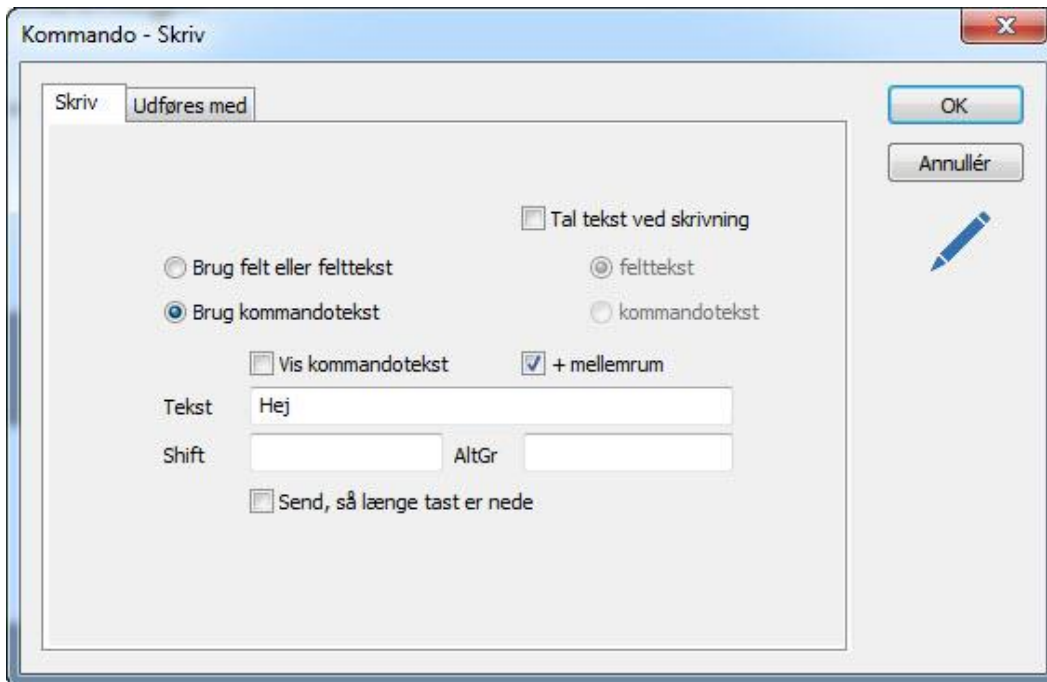 Kommando - Skriv
Skriv Udføres med
OK
Annullér
Tal tekst ved skrivning
Brug felt eller felttekst felttekst
Brug kommandotekst kommandotekst
Vis kommandotekst + mellemrum
Tekst Hej
Shift AltGr
Send, så længe tast er nede